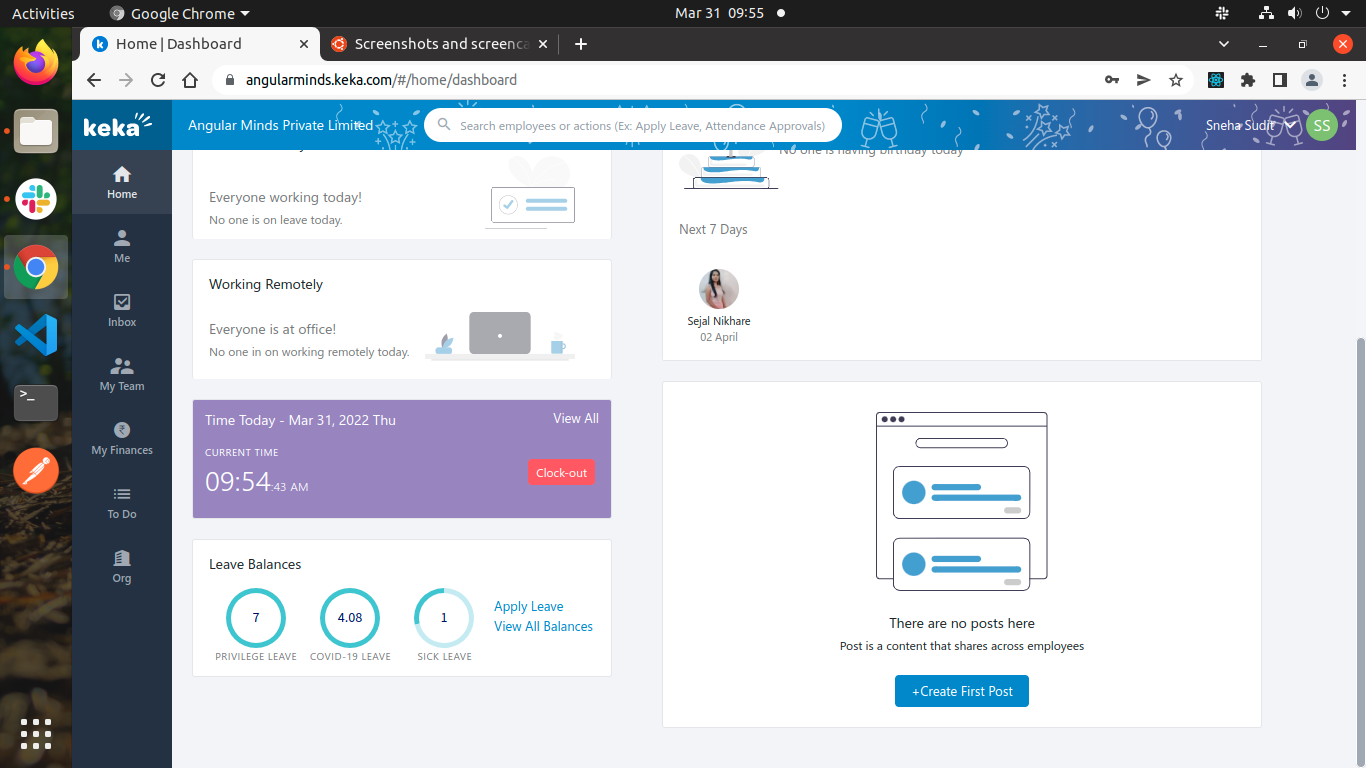 Activities
Google Chrome
Mar 31 09:55
Home | Dashboard
Screenshots and screenca
angularminds.keka.com/#/home/dashboard
keka
Angular Minds Private Limited
Search employees or actions (Ex: Apply Leave, Attendance Approvals)
Sneha Sudit
SS
Home
Me
Inbox
My Team
My Finances
To Do
Org
Everyone working today!
No one is on leave today.
Working Remotely
Everyone is at office!
No one in on working remotely today.
Time Today - Mar 31, 2022 Thu
View All
CURRENT TIME
09:54:43 AM
Clock-out
Leave Balances
7
PRIVILEGE LEAVE
4.08
COVID-19 LEAVE
1
SICK LEAVE
Apply Leave
View All Balances
No one is having birthday today
Next 7 Days
Sejal Nikhare
02 April
There are no posts here
Post is a content that shares across employees
+Create First Post